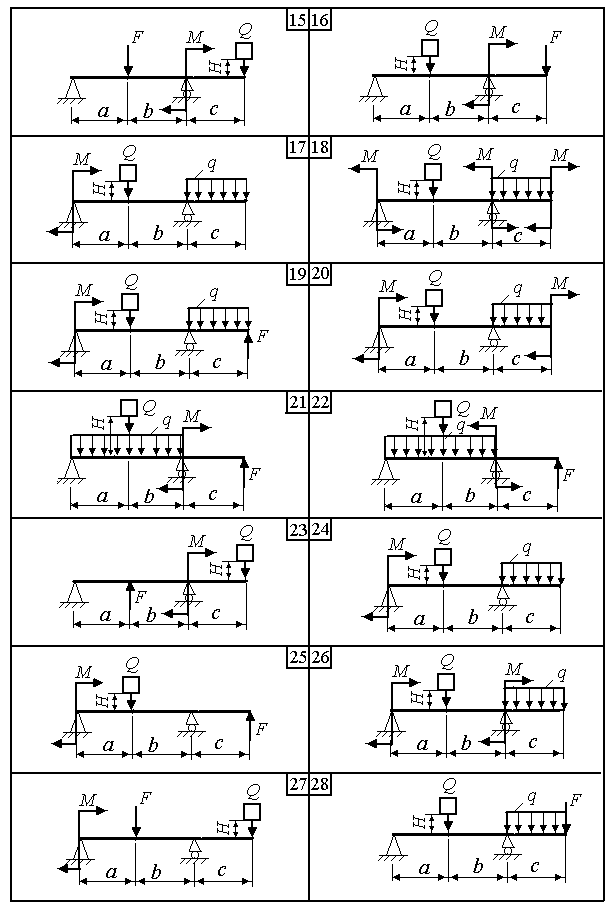 15 16
F M Q H
a b c
Q H M F
a b c
17 18
M H Q q
a b c
M H Q M q M
a b c
19 20
M H Q q F
a b c
M H Q q M
a b c
21 22
Q H q M F
a b c
H Q q M F
a b c
23 24
F M H Q
a b c
M H Q q
a b c
25 26
M H Q F
a b c
M H Q M q
a b c
27 28
M F Q H
a b c
Q H q F
a b c